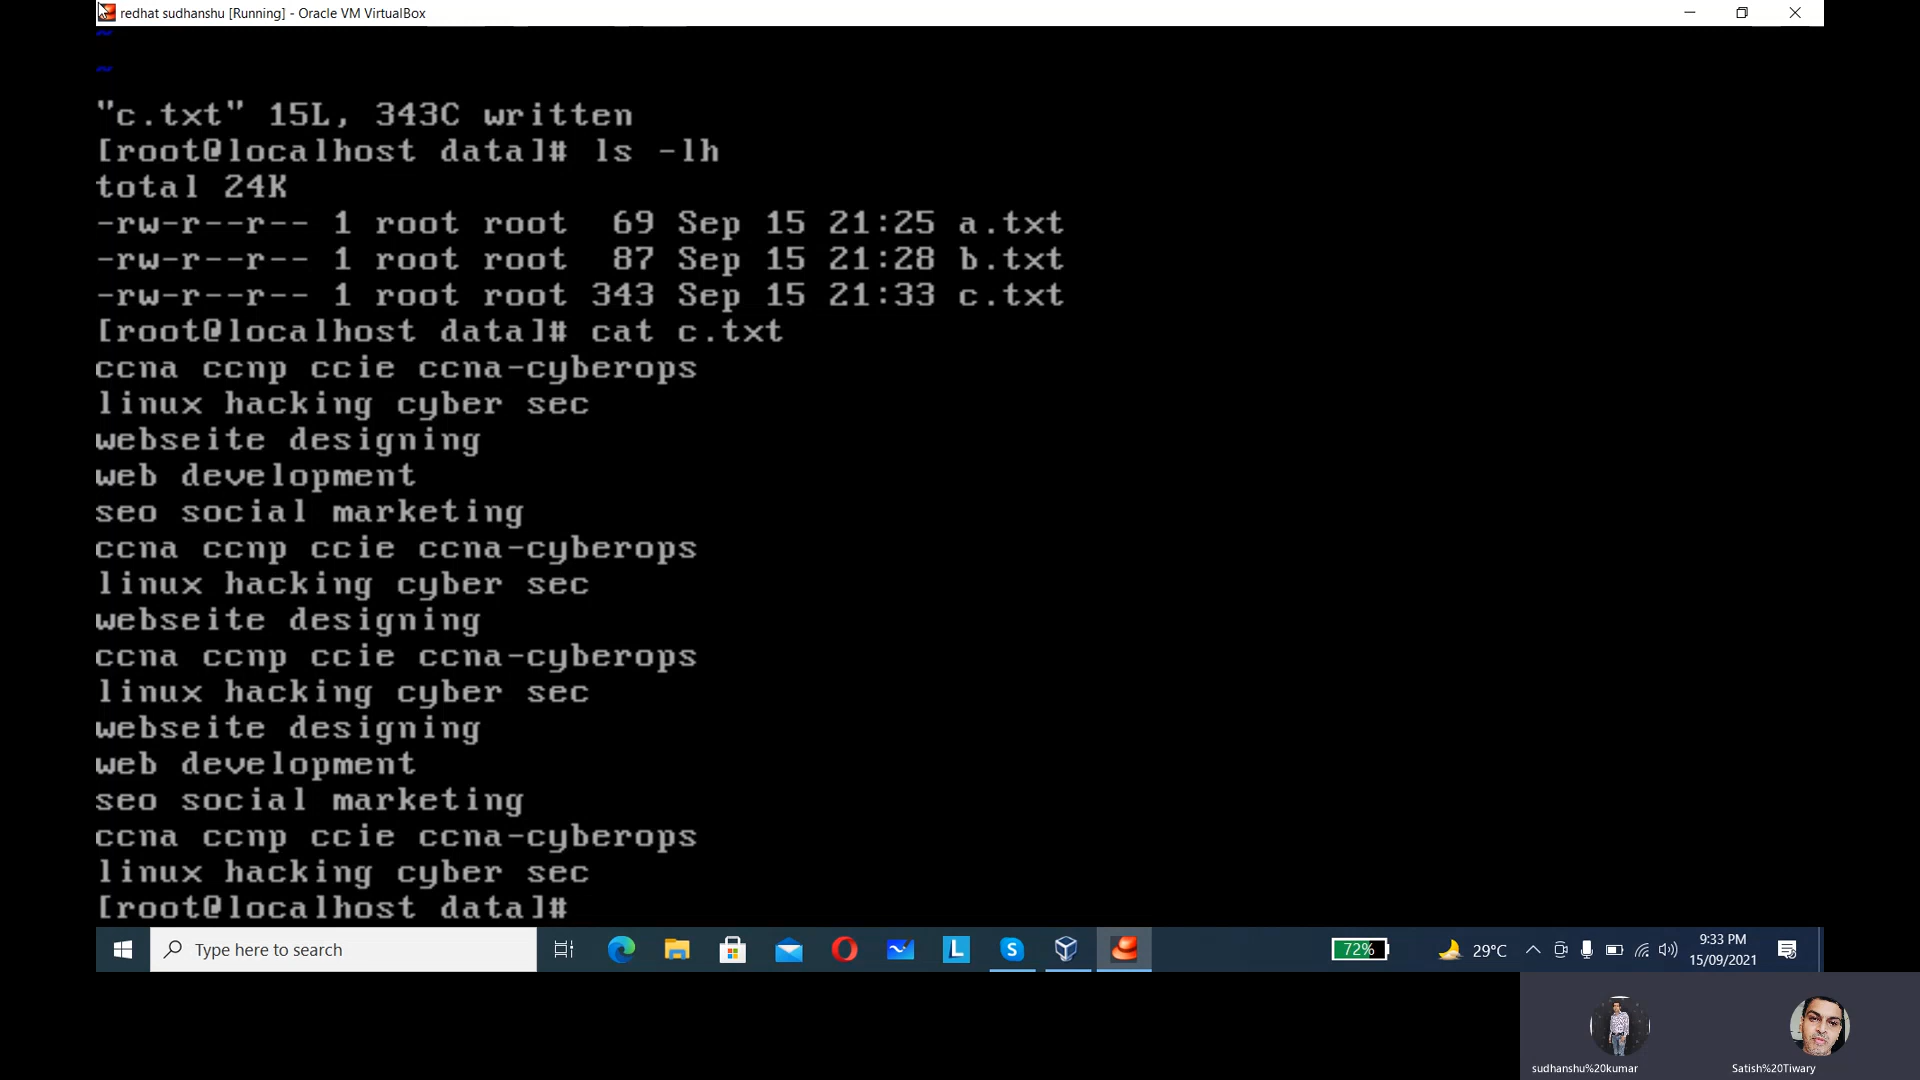 redhat sudhanshu [Running] - Oracle VM VirtualBox
~
~
"c.txt" 15L, 343C written
[root@localhost data]# ls -lh
total 24K
-rw-r--r-- 1 root root  69 Sep 15 21:25 a.txt
-rw-r--r-- 1 root root  87 Sep 15 21:28 b.txt
-rw-r--r-- 1 root root 343 Sep 15 21:33 c.txt
[root@localhost data]# cat c.txt
ccna ccnp ccie ccna-cyberops
linux hacking cyber sec
webseite designing
web development
seo social marketing
ccna ccnp ccie ccna-cyberops
linux hacking cyber sec
webseite designing
ccna ccnp ccie ccna-cyberops
linux hacking cyber sec
webseite designing
web development
seo social marketing
ccna ccnp ccie ccna-cyberops
linux hacking cyber sec
[root@localhost data]#
Type here to search
L
S
72%
29°C
9:33 PM
15/09/2021
sudhanshu%20kumar
Satish%20Tiwary